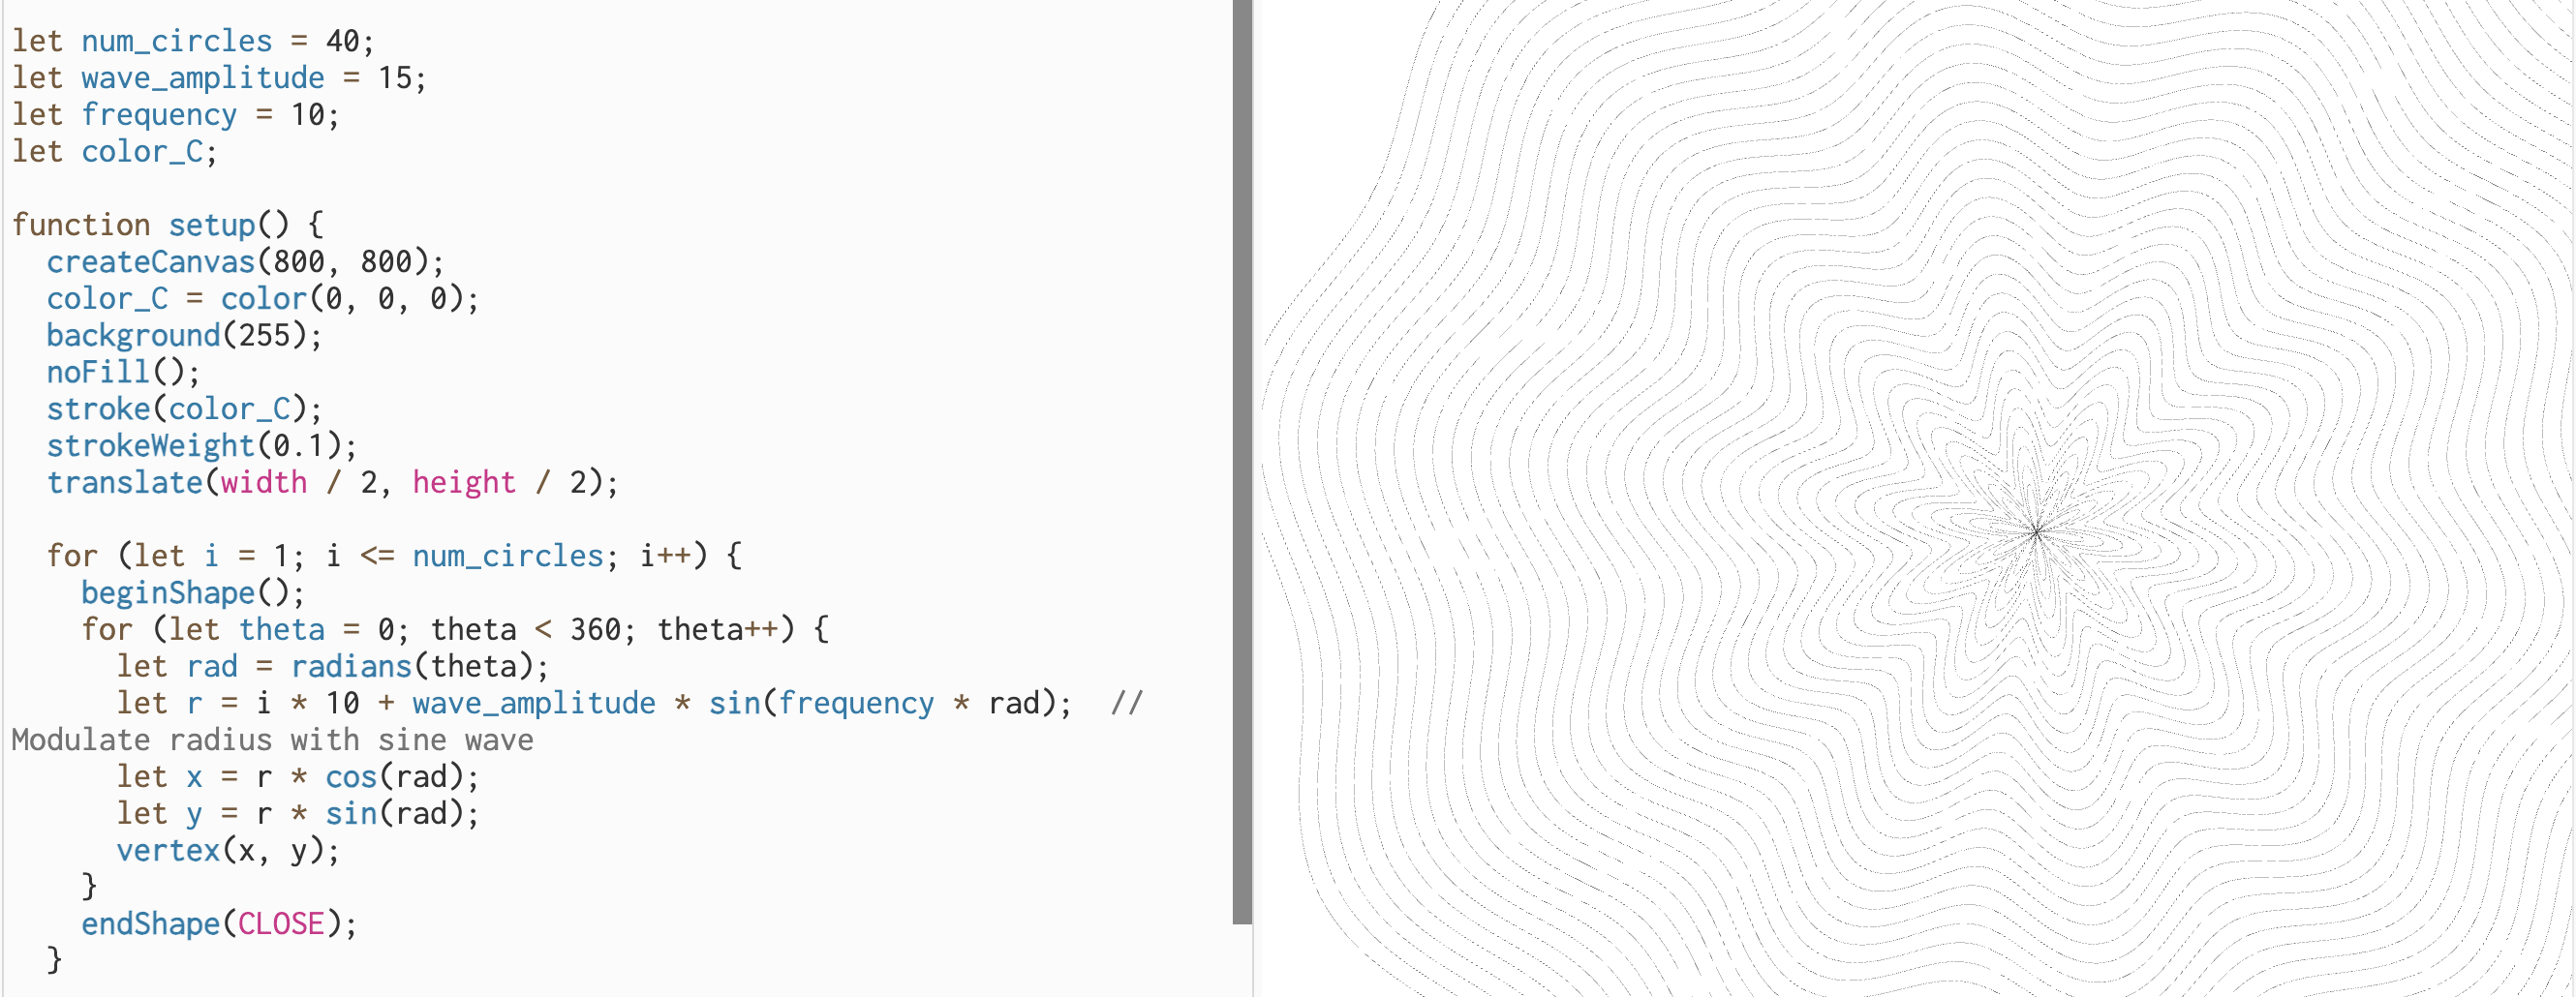 let num_circles = 40;
let wave_amplitude = 15;
let frequency = 10;
let color_C;

function setup() {
  createCanvas(800, 800);
  color_C = color(0, 0, 0);
  background(255);
  noFill();
  stroke(color_C);
  strokeWeight(0.1);
  translate(width / 2, height / 2);

  for (let i = 1; i <= num_circles; i++) {
    beginShape();
    for (let theta = 0; theta < 360; theta++) {
      let rad = radians(theta);
      let r = i * 10 + wave_amplitude * sin(frequency * rad);  //
Modulate radius with sine wave
      let x = r * cos(rad);
      let y = r * sin(rad);
      vertex(x, y);
    }
    endShape(CLOSE);
  }